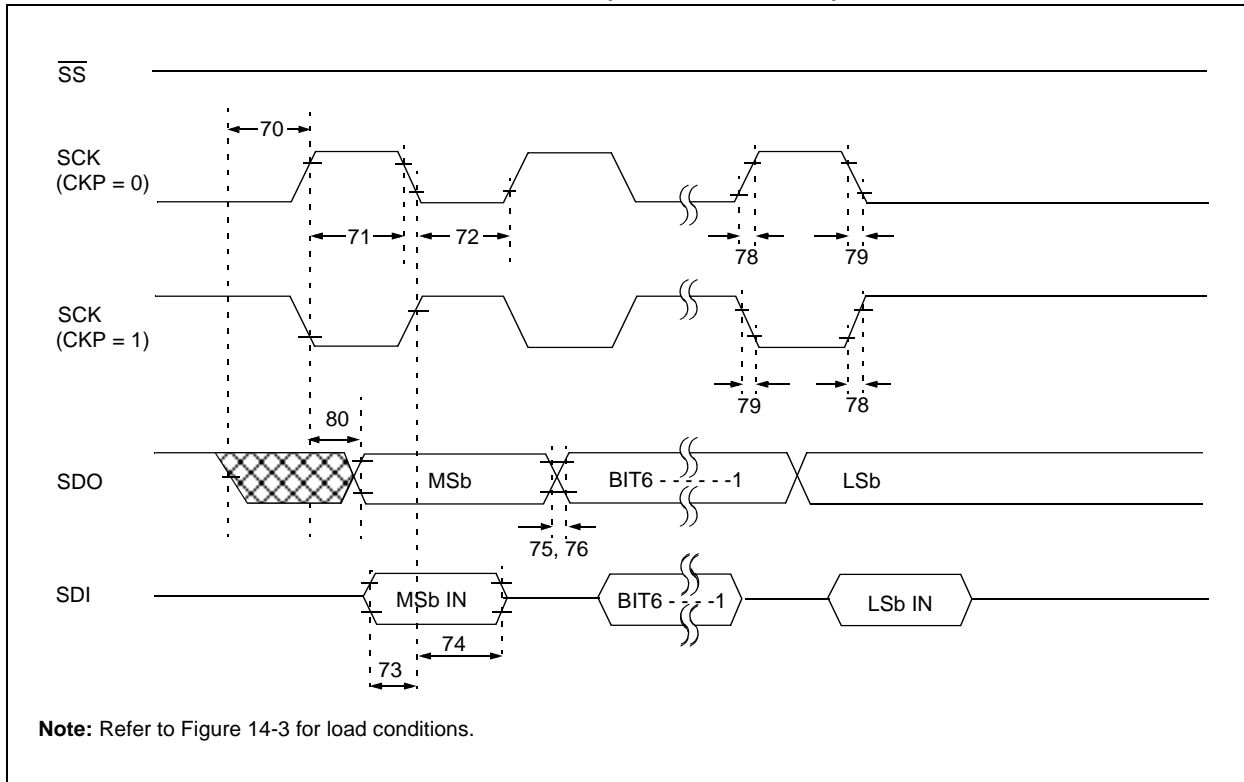 SS
70
SCK
(CKP = 0)
71
72
78
79
SCK
(CKP = 1)
79
78
80
SDO
MSb
BIT6 - - - - - -1
LSb
75, 76
SDI
MSb IN
BIT6 - - - - -1
LSb IN
74
73
Note: Refer to Figure 14-3 for load conditions.